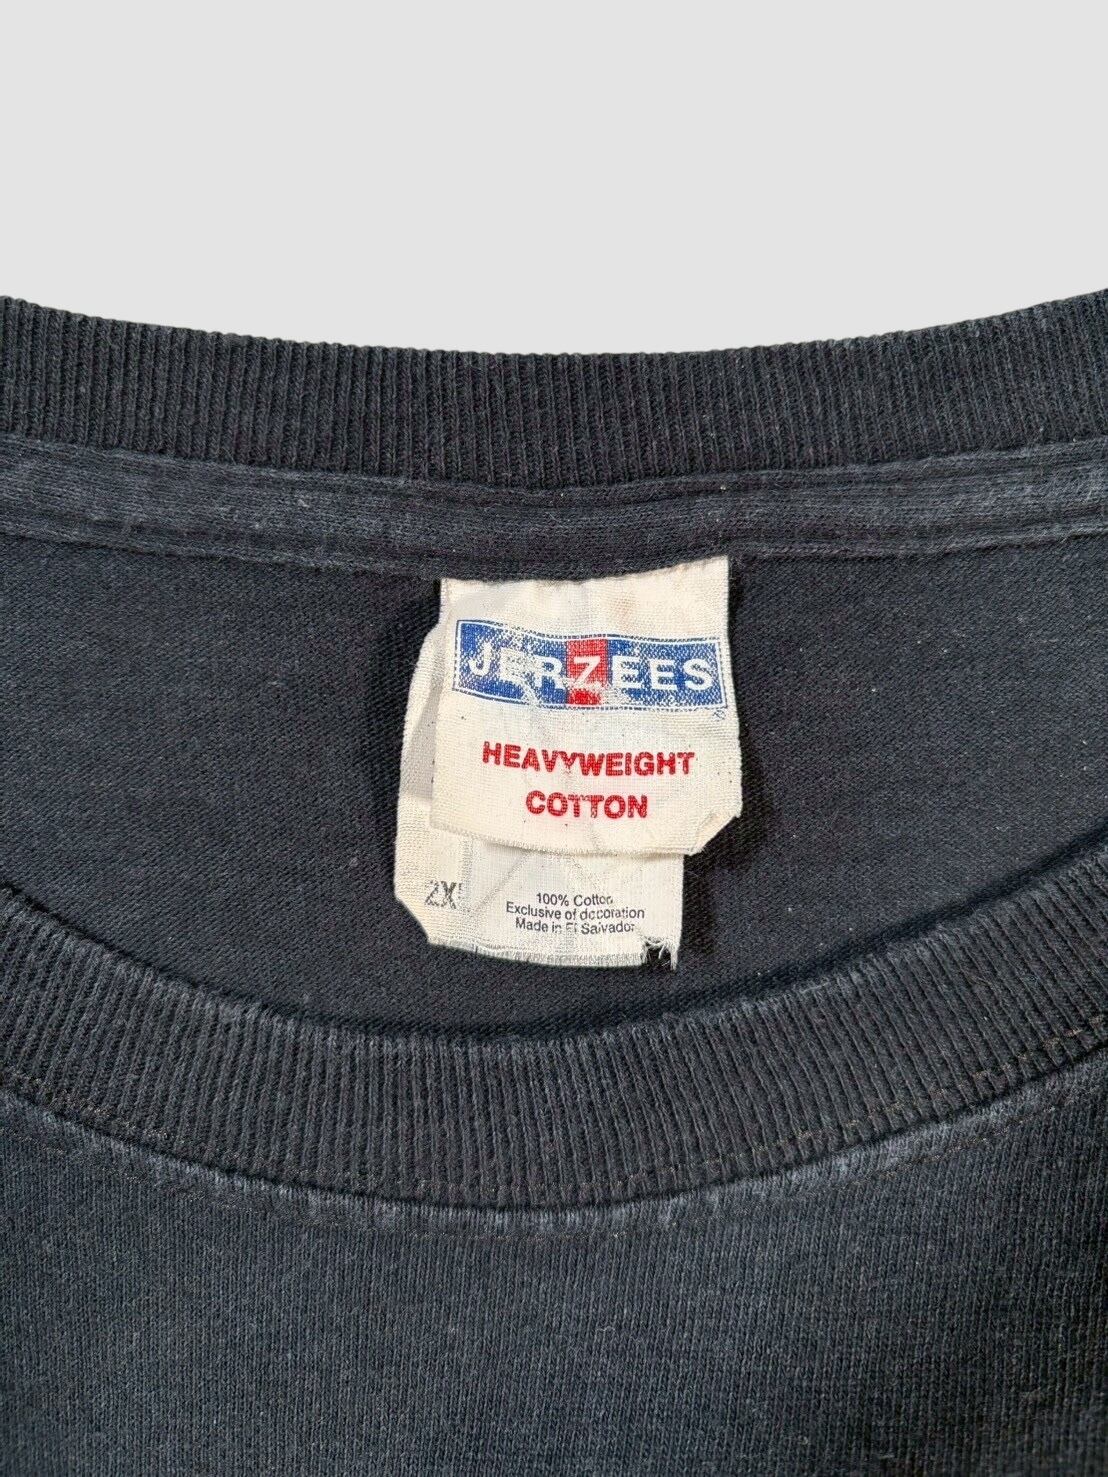 JERZEES
HEAVYWEIGHT
COTTON
2X
100% Cotton
Exclusive of decoration
Made in El Salvador